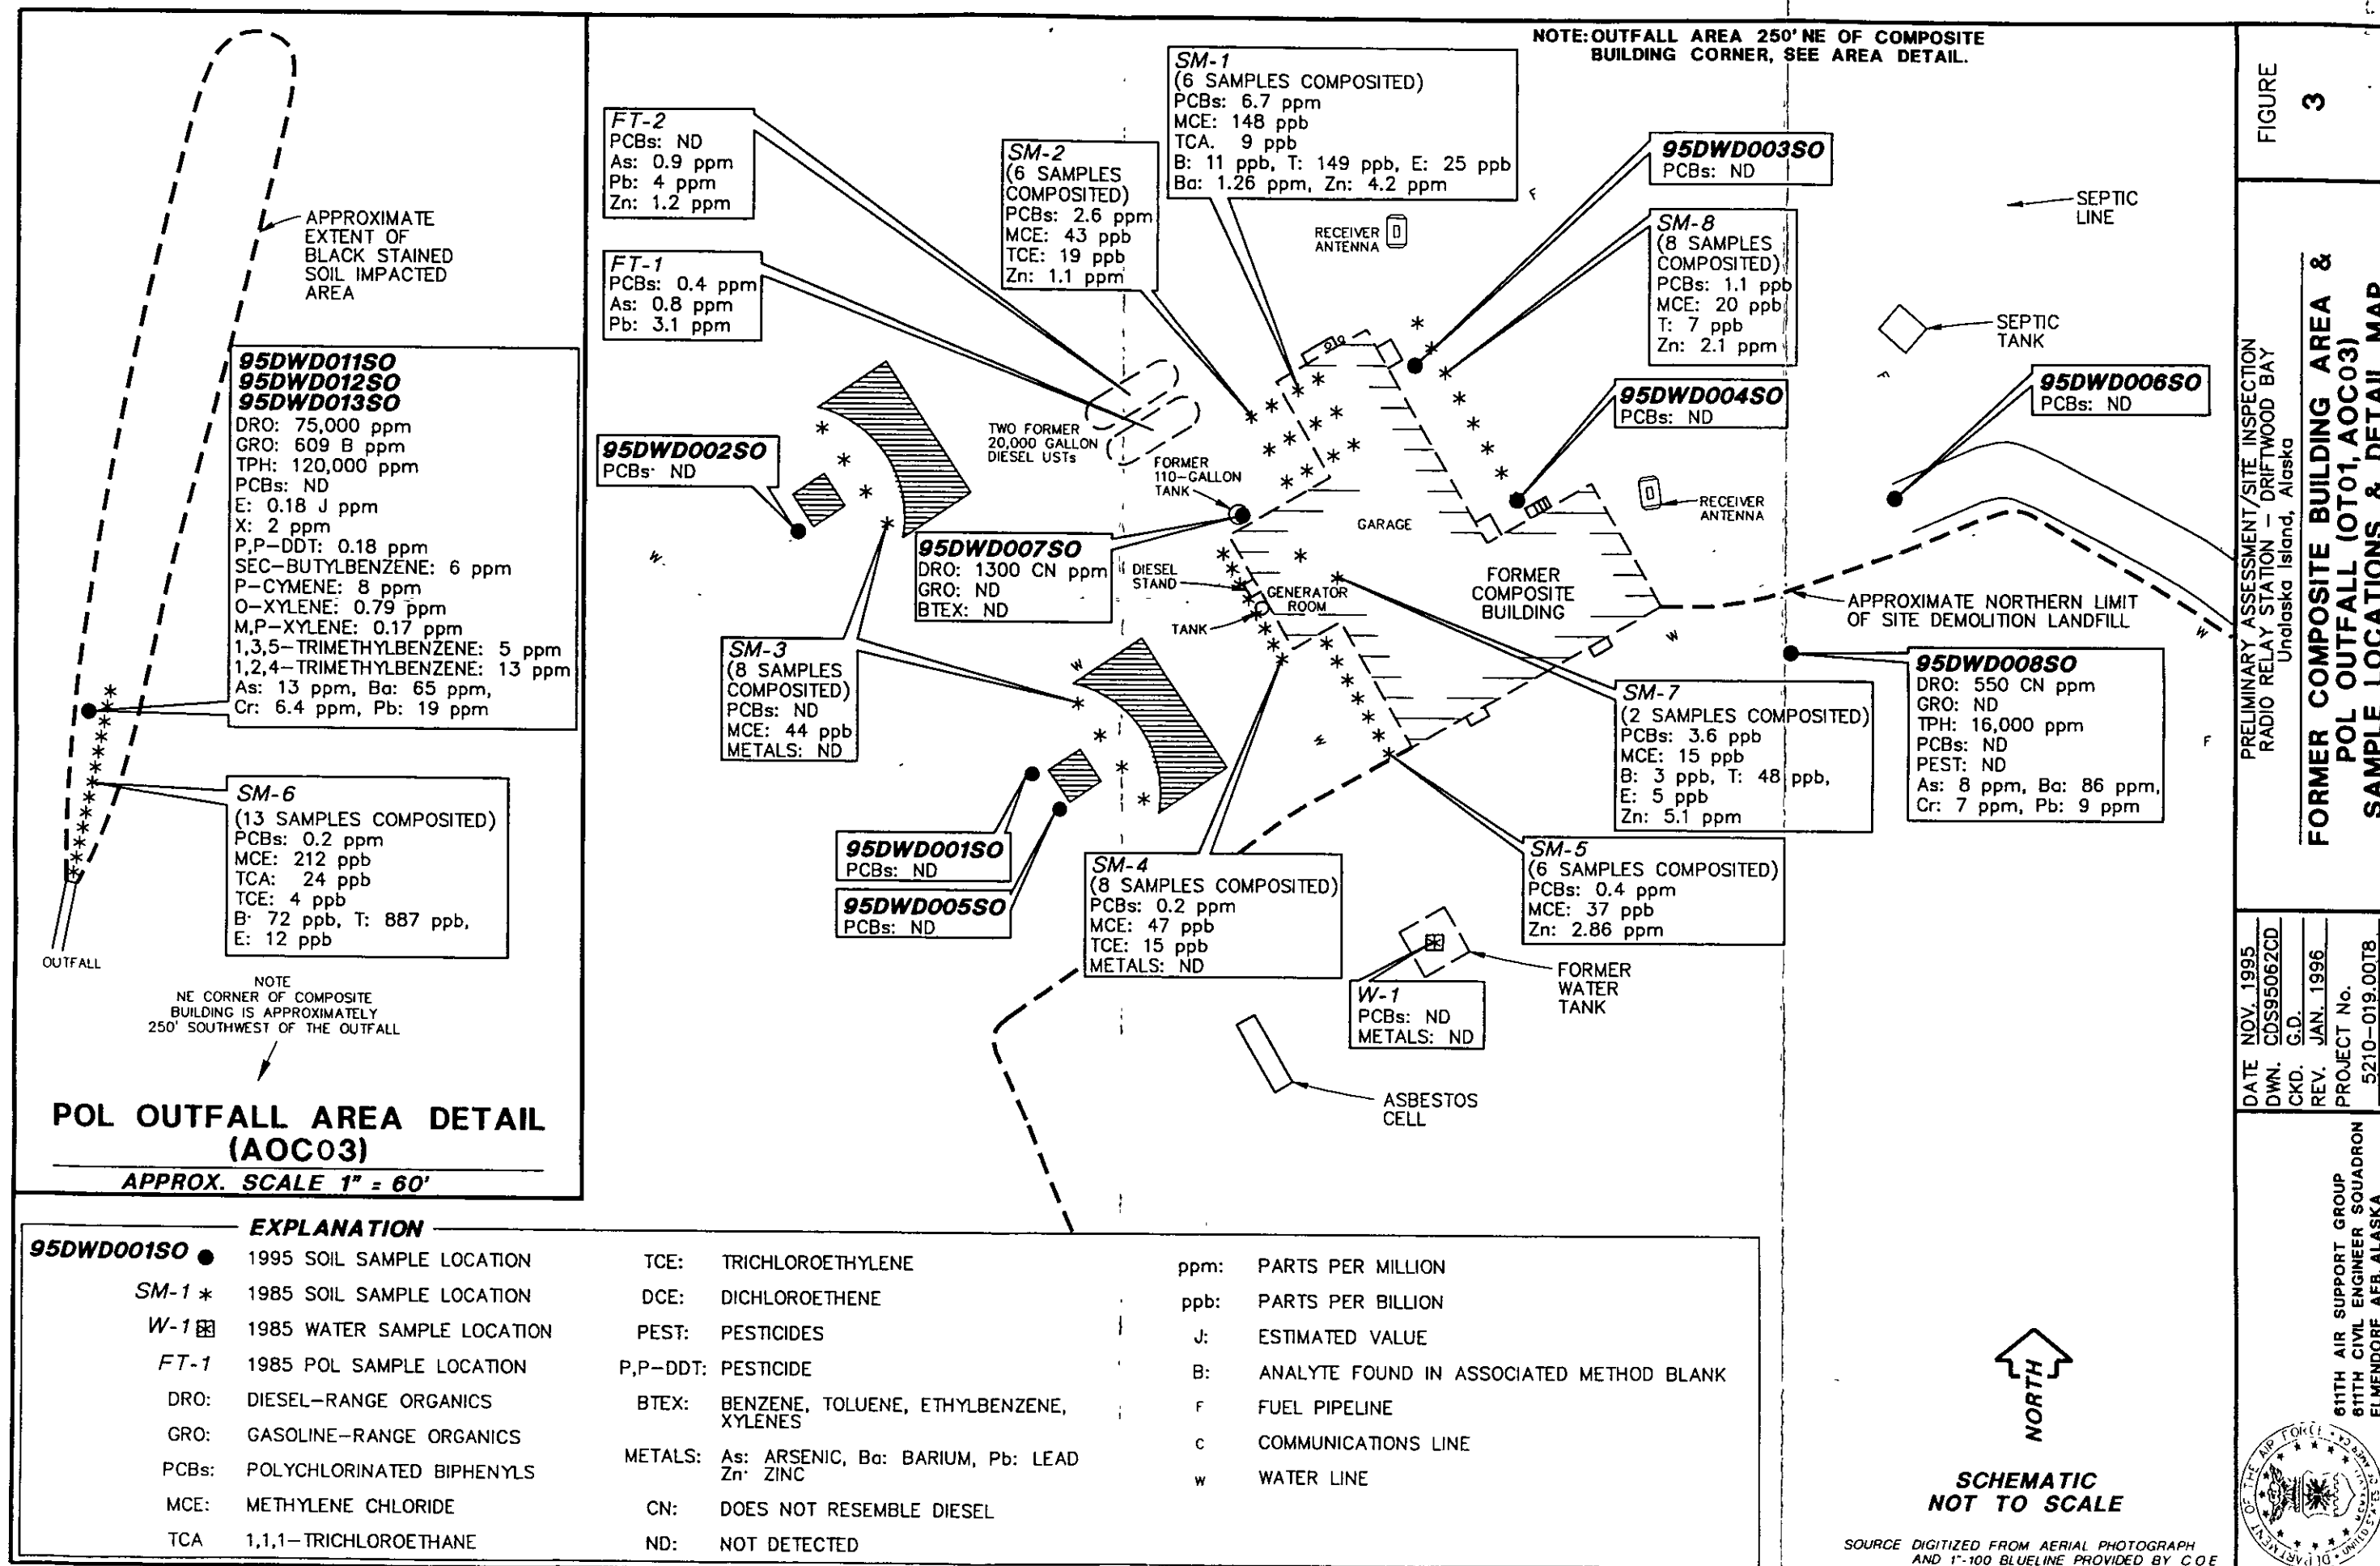 APPROXIMATE
EXTENT OF
BLACK STAINED
SOIL IMPACTED
AREA
95DWD011SO
95DWD012SO
95DWD013SO
DRO: 75,000 ppm
GRO: 609 B ppm
TPH: 120,000 ppm
PCBs: ND
E: 0.18 J ppm
X: 2 ppm
P,P-DDT: 0.18 ppm
SEC-BUTYLBENZENE: 6 ppm
P-CYMENE: 8 ppm
O-XYLENE: 0.79 ppm
M,P-XYLENE: 0.17 ppm
1,3,5-TRIMETHYLBENZENE: 5 ppm
1,2,4-TRIMETHYLBENZENE: 13 ppm
As: 13 ppm, Ba: 65 ppm,
Cr: 6.4 ppm, Pb: 19 ppm
SM-6
(13 SAMPLES COMPOSITED)
PCBs: 0.2 ppm
MCE: 212 ppb
TCA: 24 ppb
TCE: 4 ppb
B: 72 ppb, T: 887 ppb,
E: 12 ppb
OUTFALL
NOTE
NE CORNER OF COMPOSITE
BUILDING IS APPROXIMATELY
250' SOUTHWEST OF THE OUTFALL
POL OUTFALL AREA DETAIL
(AOC03)
APPROX. SCALE 1" = 60'
NOTE: OUTFALL AREA 250' NE OF COMPOSITE
BUILDING CORNER, SEE AREA DETAIL.
FT-2
PCBs: ND
As: 0.9 ppm
Pb: 4 ppm
Zn: 1.2 ppm
FT-1
PCBs: 0.4 ppm
As: 0.8 ppm
Pb: 3.1 ppm
SM-2
(6 SAMPLES
COMPOSITED)
PCBs: 2.6 ppm
MCE: 43 ppb
TCE: 19 ppb
Zn: 1.1 ppm
SM-1
(6 SAMPLES COMPOSITED)
PCBs: 6.7 ppm
MCE: 148 ppb
TCA. 9 ppb
B: 11 ppb, T: 149 ppb, E: 25 ppb
Ba: 1.26 ppm, Zn: 4.2 ppm
95DWD003SO
PCBs: ND
SM-8
(8 SAMPLES
COMPOSITED)
PCBs: 1.1 ppb
MCE: 20 ppb
T: 7 ppb
Zn: 2.1 ppm
RECEIVER
ANTENNA
F
SEPTIC
LINE
SEPTIC
TANK
F
95DWD004SO
PCBs: ND
95DWD006SO
PCBs: ND
95DWD002SO
PCBs: ND
TWO FORMER
20,000 GALLON
DIESEL USTs
FORMER
110-GALLON
TANK
GARAGE
RECEIVER
ANTENNA
W
95DWD007SO
DRO: 1300 CN ppm
GRO: ND
BTEX: ND
DIESEL
STAND
GENERATOR
ROOM
TANK
FORMER
COMPOSITE
BUILDING
APPROXIMATE NORTHERN LIMIT
OF SITE DEMOLITION LANDFILL
W
W
W
W
F
SM-3
(8 SAMPLES
COMPOSITED)
PCBs: ND
MCE: 44 ppb
METALS: ND
SM-7
(2 SAMPLES COMPOSITED)
PCBs: 3.6 ppb
MCE: 15 ppb
B: 3 ppb, T: 48 ppb,
E: 5 ppb
Zn: 5.1 ppm
95DWD008SO
DRO: 550 CN ppm
GRO: ND
TPH: 16,000 ppm
PCBs: ND
PEST: ND
As: 8 ppm, Ba: 86 ppm,
Cr: 7 ppm, Pb: 9 ppm
95DWD001SO
PCBs: ND
95DWD005SO
PCBs: ND
SM-4
(8 SAMPLES COMPOSITED)
PCBs: 0.2 ppm
MCE: 47 ppb
TCE: 15 ppb
METALS: ND
SM-5
(6 SAMPLES COMPOSITED)
PCBs: 0.4 ppm
MCE: 37 ppb
Zn: 2.86 ppm
W-1
PCBs: ND
METALS: ND
FORMER
WATER
TANK
ASBESTOS
CELL
EXPLANATION
95DWD001SO 1995 SOIL SAMPLE LOCATION
SM-1 * 1985 SOIL SAMPLE LOCATION
W-1 1985 WATER SAMPLE LOCATION
FT-1 1985 POL SAMPLE LOCATION
DRO: DIESEL-RANGE ORGANICS
GRO: GASOLINE-RANGE ORGANICS
PCBs: POLYCHLORINATED BIPHENYLS
MCE: METHYLENE CHLORIDE
TCA 1,1,1-TRICHLOROETHANE
TCE: TRICHLOROETHYLENE
DCE: DICHLOROETHENE
PEST: PESTICIDES
P,P-DDT: PESTICIDE
BTEX: BENZENE, TOLUENE, ETHYLBENZENE,
XYLENES
METALS: As: ARSENIC, Ba: BARIUM, Pb: LEAD
Zn: ZINC
CN: DOES NOT RESEMBLE DIESEL
ND: NOT DETECTED
ppm: PARTS PER MILLION
ppb: PARTS PER BILLION
J: ESTIMATED VALUE
B: ANALYTE FOUND IN ASSOCIATED METHOD BLANK
F FUEL PIPELINE
C COMMUNICATIONS LINE
W WATER LINE
NORTH
SCHEMATIC
NOT TO SCALE
SOURCE DIGITIZED FROM AERIAL PHOTOGRAPH
AND 1"-100 BLUELINE PROVIDED BY C O E
FIGURE
3
PRELIMINARY ASSESSMENT/SITE INSPECTION
RADIO RELAY STATION - DRIFTWOOD BAY
Unalaska Island, Alaska
FORMER COMPOSITE BUILDING AREA &
POL OUTFALL (OT01, AOC03)
SAMPLE LOCATIONS & DETAIL MAP
DATE NOV. 1995
DWN. CDS95062CD
CKD. G.D.
REV. JAN. 1996
PROJECT No.
5210-019.00T8
611TH AIR SUPPORT GROUP
611TH CIVIL ENGINEER SQUADRON
ELMENDORF AFB, ALASKA